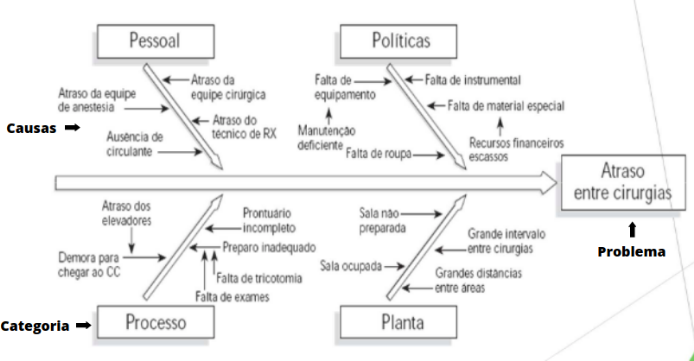 Pessoal
Políticas
Atraso da
equipe cirúrgica
Atraso da equipe
de anestesia
Atraso do
técnico de RX
Ausência de
circulante
Causas
Falta de
equipamento
Falta de instrumental
Falta de material especial
Manutenção
deficiente
Falta de roupa
Recursos financeiros
escassos
Atraso
entre cirurgias
Problema
Atraso dos
elevadores
Prontuário
incompleto
Demora para
chegar ao CC
Preparo inadequado
Falta de tricotomia
Falta de exames
Sala não
preparada
Grande intervalo
entre cirurgias
Sala ocupada
Grandes distâncias
entre áreas
Categoria
Processo
Planta